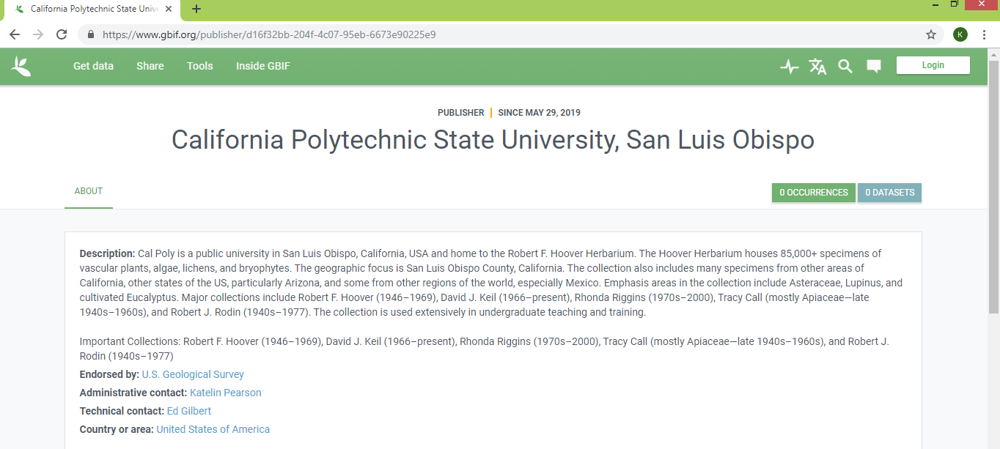 California Polytechnic State Unive
https://www.gbif.org/publisher/d16f32bb-204f-4c07-95eb-6673e90225e9
K
Get data Share Tools Inside GBIF Login
PUBLISHER | SINCE MAY 29, 2019
California Polytechnic State University, San Luis Obispo
ABOUT 0 OCCURRENCES 0 DATASETS
Description: Cal Poly is a public university in San Luis Obispo, California, USA and home to the Robert F. Hoover Herbarium. The Hoover Herbarium houses 85,000+ specimens of
vascular plants, algae, lichens, and bryophytes. The geographic focus is San Luis Obispo County, California. The collection also includes many specimens from other areas of
California, other states of the US, particularly Arizona, and some from other regions of the world, especially Mexico. Emphasis areas in the collection include Asteraceae, Lupinus, and
cultivated Eucalyptus. Major collections include Robert F. Hoover (1946–1969), David J. Keil (1966–present), Rhonda Riggins (1970s–2000), Tracy Call (mostly Apiaceae—late
1940s–1960s), and Robert J. Rodin (1940s–1977). The collection is used extensively in undergraduate teaching and training.
Important Collections: Robert F. Hoover (1946–1969), David J. Keil (1966–present), Rhonda Riggins (1970s–2000), Tracy Call (mostly Apiaceae—late 1940s–1960s), and Robert J.
Rodin (1940s–1977)
Endorsed by: U.S. Geological Survey
Administrative contact: Katelin Pearson
Technical contact: Ed Gilbert
Country or area: United States of America